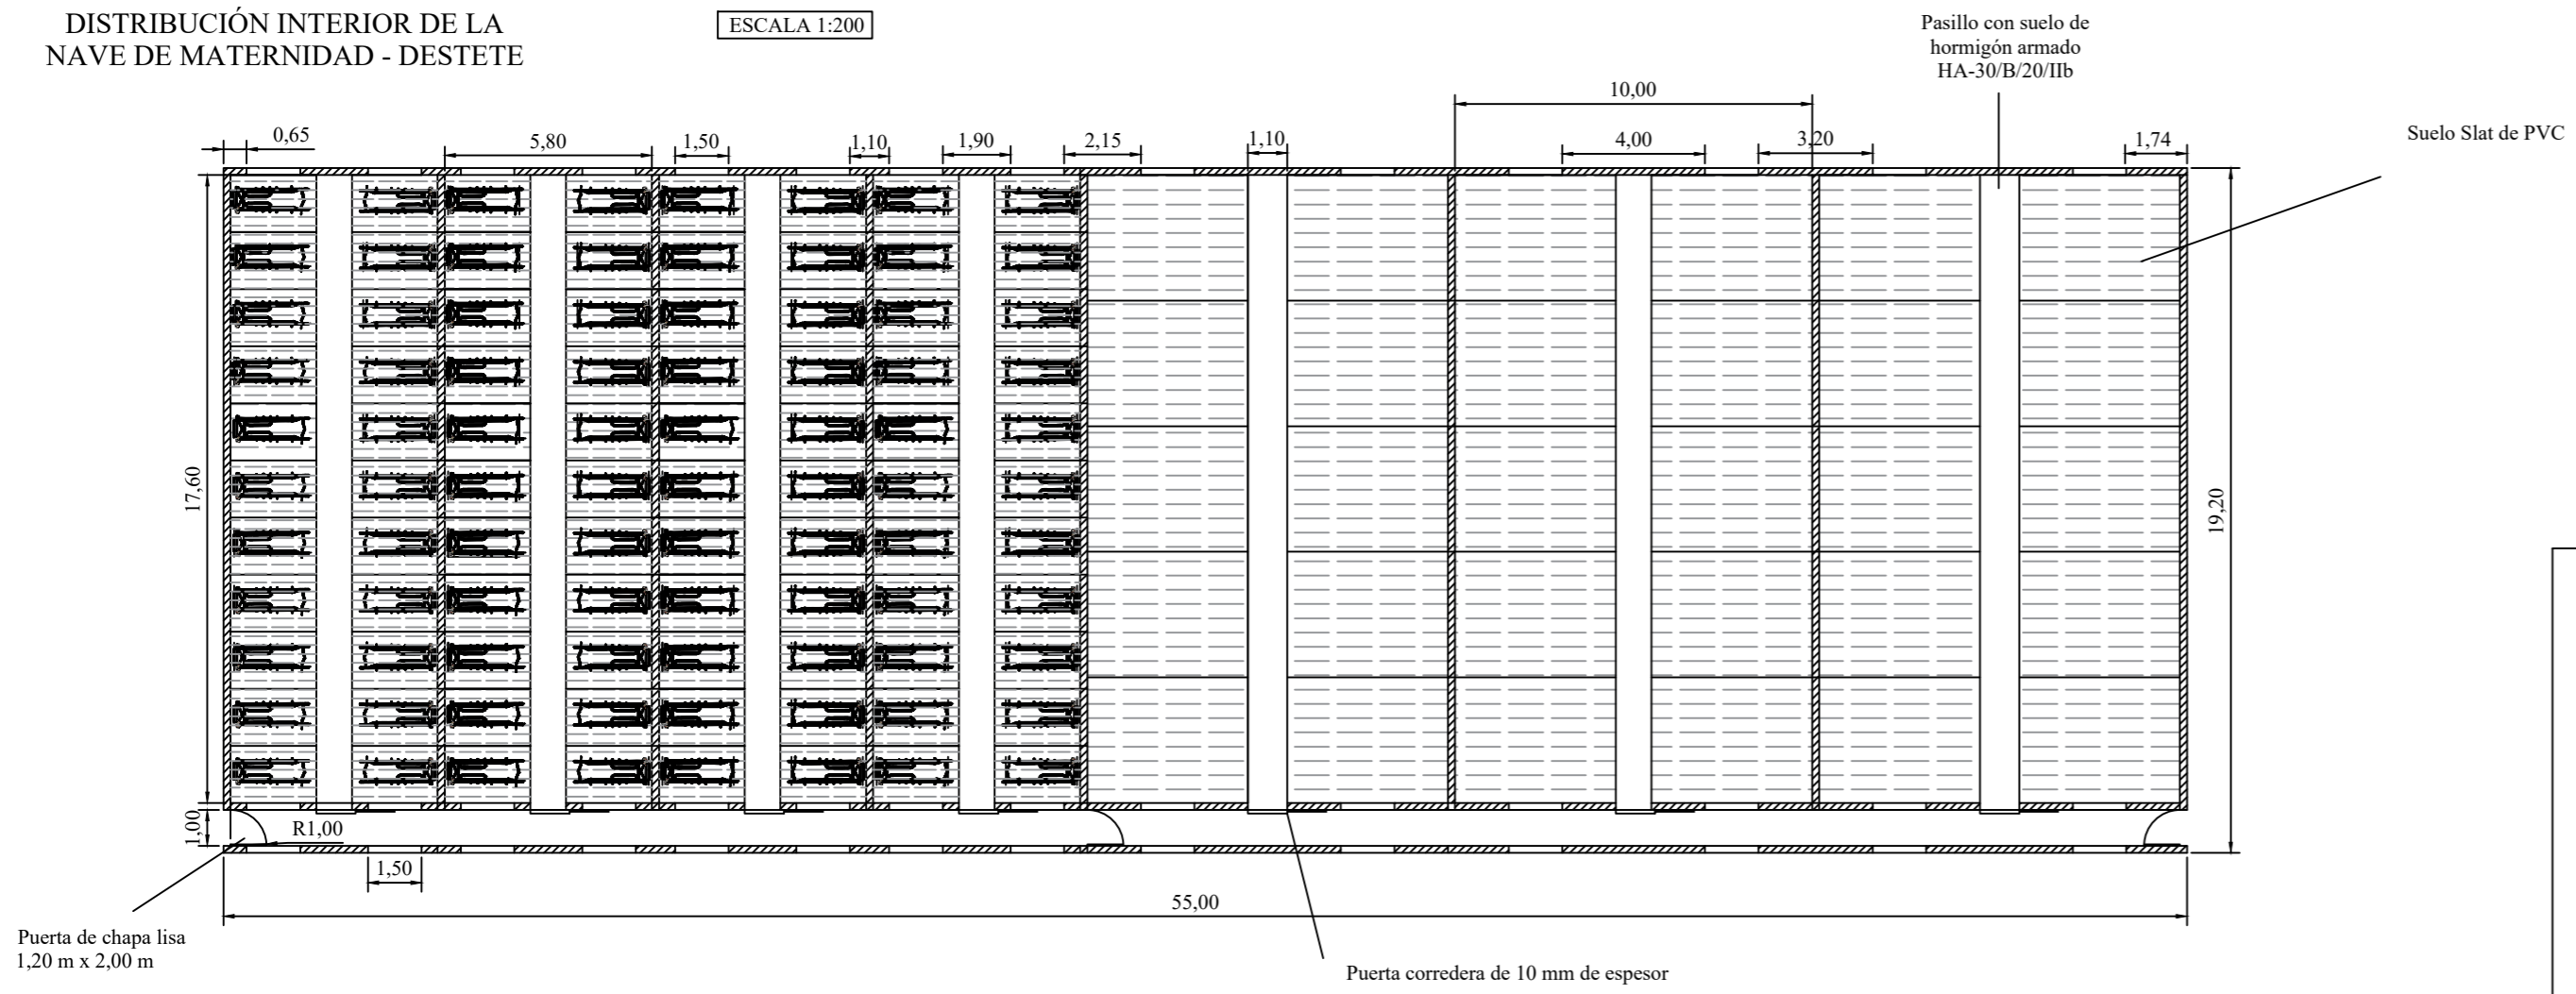 DISTRIBUCIÓN INTERIOR DE LA
NAVE DE MATERNIDAD - DESTETE
ESCALA 1:200
Pasillo con suelo de
hormigón armado
HA-30/B/20/IIb
Suelo Slat de PVC
10,00
0,65
5,80
1,50
1,10
1,90
2,15
1,10
4,00
3,20
1,74
17,60
19,20
1,00
R1,00
1,50
55,00
Puerta de chapa lisa
1,20 m x 2,00 m
Puerta corredera de 10 mm de espesor